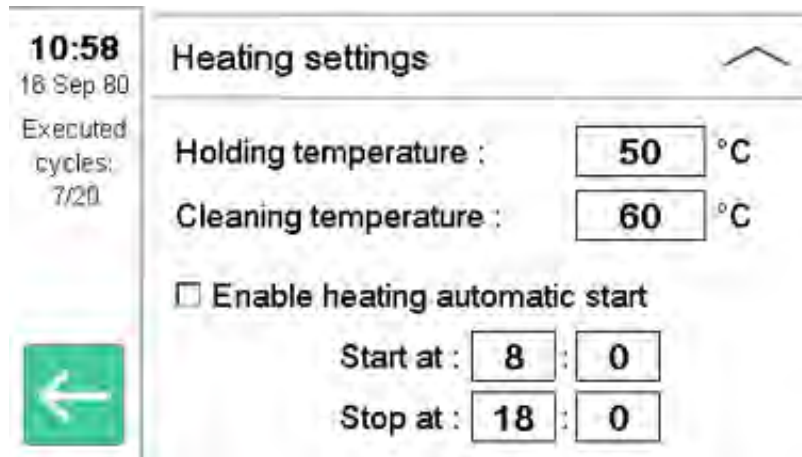 10:58
16 Sep 80
Executed
cycles:
7/20
Heating settings
Holding temperature : 50 °C
Cleaning temperature : 60 °C
Enable heating automatic start
Start at : 8 : 0
Stop at : 18 : 0